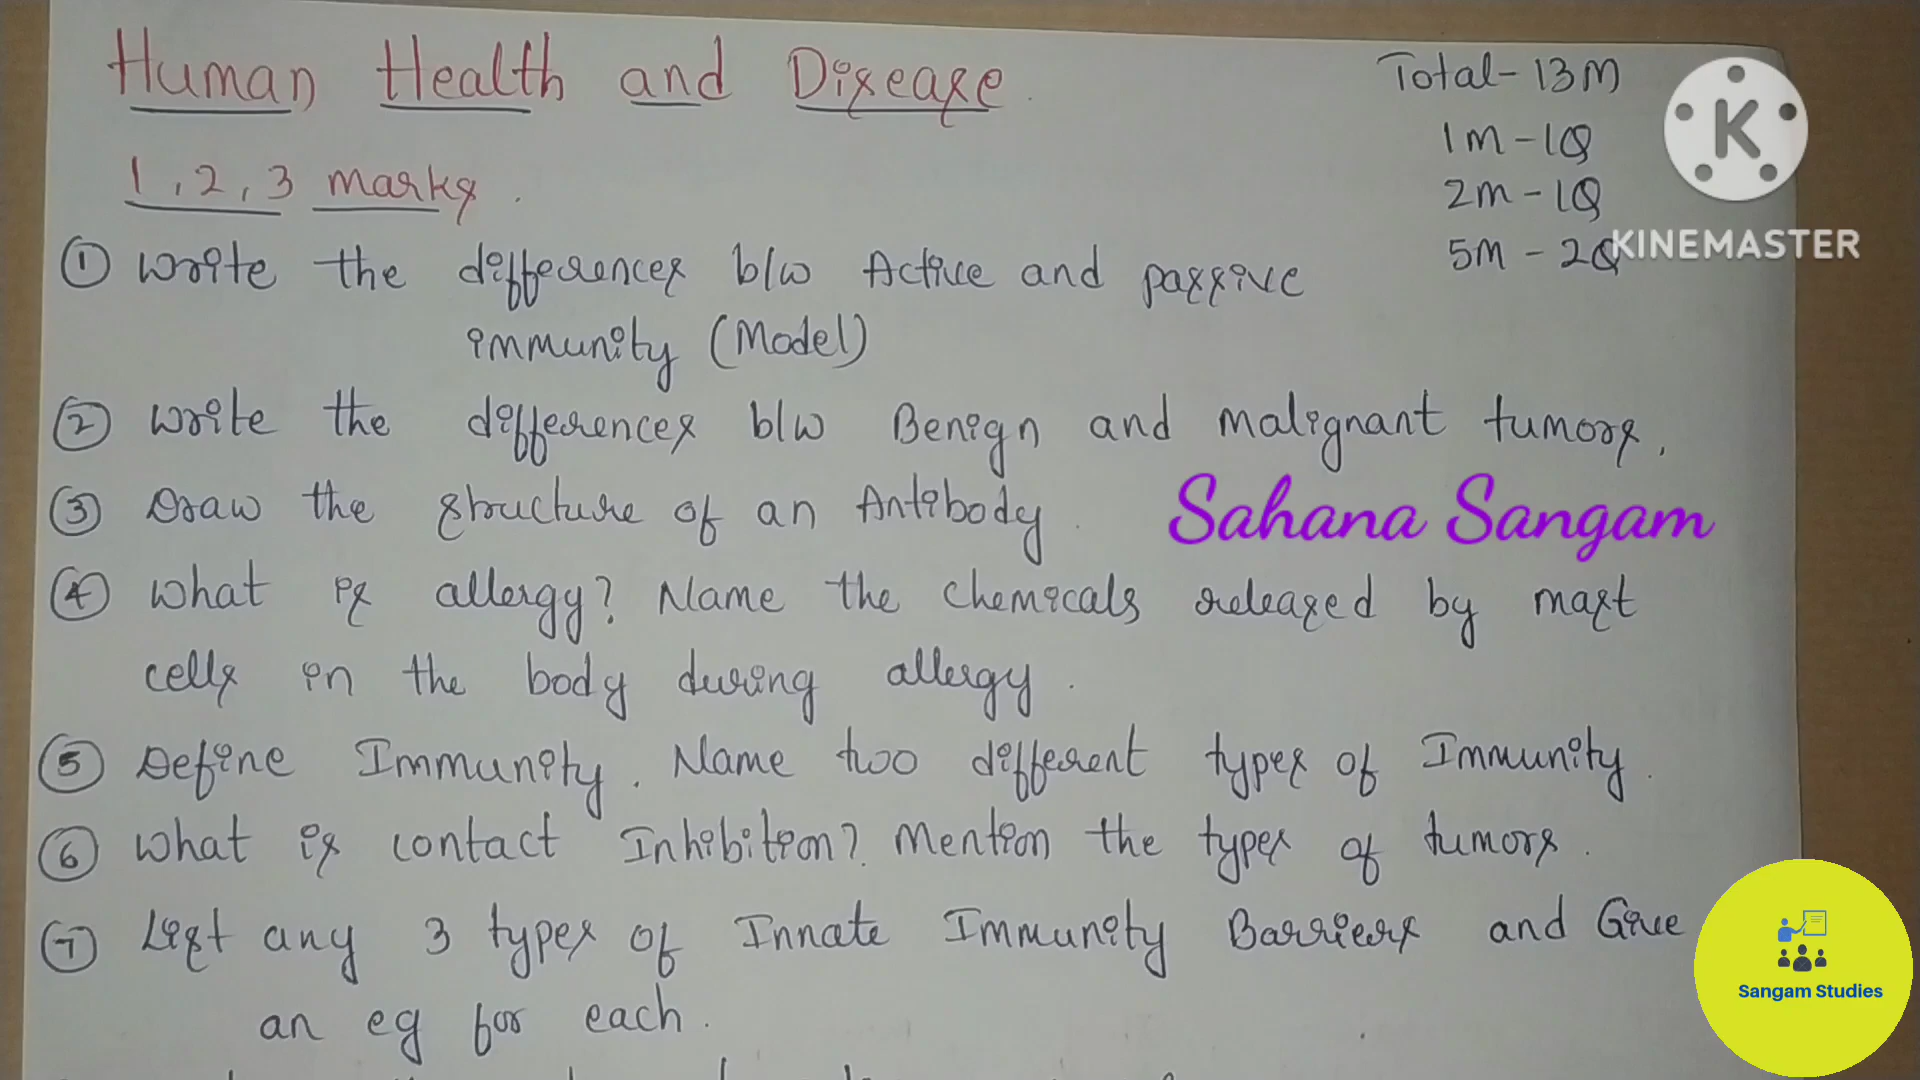 Human Health and Disease.
Total - 13M
1M - 1Q
2M - 1Q
5M - 2Q
1, 2, 3 marks.
① Write the differences b/w Active and passive
immunity (Model)
② Write the differences b/w Benign and malignant tumors.
③ Draw the structure of an Antibody.
④ What is allergy? Name the chemicals released by mast
cells in the body during allergy.
⑤ Define Immunity. Name two different types of Immunity.
⑥ What is contact Inhibition? Mention the types of tumors.
⑦ List any 3 types of Innate Immunity Barriers and Give
an eg for each.
K
KINEMASTER
Sahana Sangam
Sangam Studies